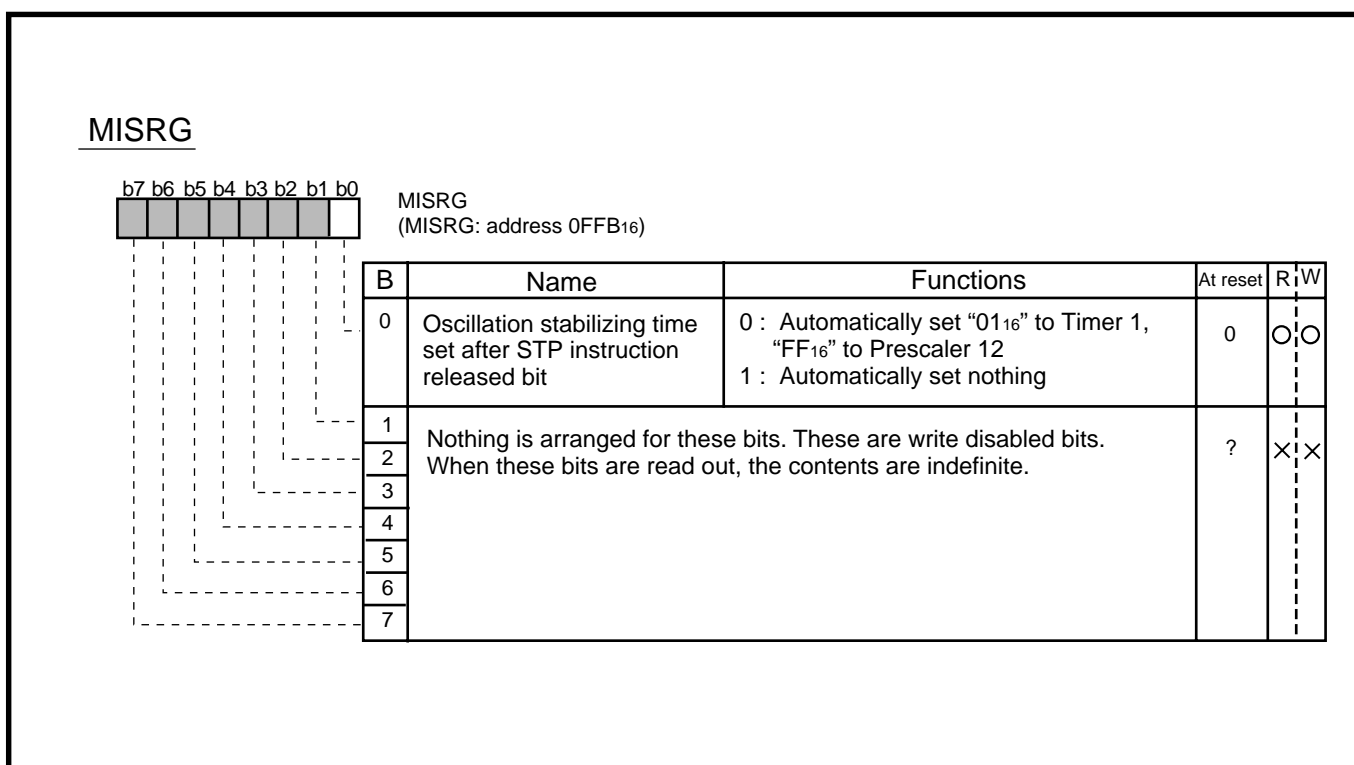 MISRG
b7 b6 b5 b4 b3 b2 b1 b0
MISRG
(MISRG: address 0FFB16)
B Name Functions At reset R W
0 Oscillation stabilizing time set after STP instruction released bit
0 : Automatically set “0116” to Timer 1,
“FF16” to Prescaler 12
1 : Automatically set nothing
0 O O
1
2
3
4
5
6
7
Nothing is arranged for these bits. These are write disabled bits.
When these bits are read out, the contents are indefinite.
? × ×